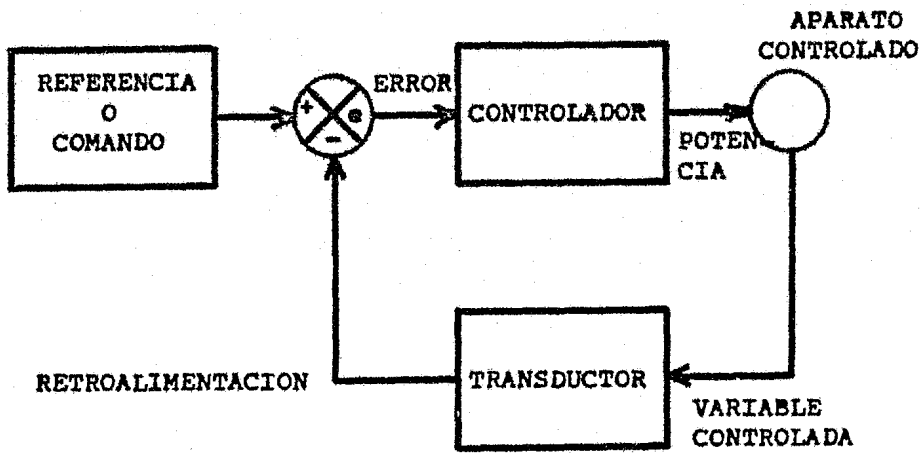 APARATO
CONTROLADO
REFERENCIA
O
COMANDO
+
e
-
ERROR
CONTROLADOR
POTEN
CIA
RETROALIMENTACION
TRANSDUCTOR
VARIABLE
CONTROLADA